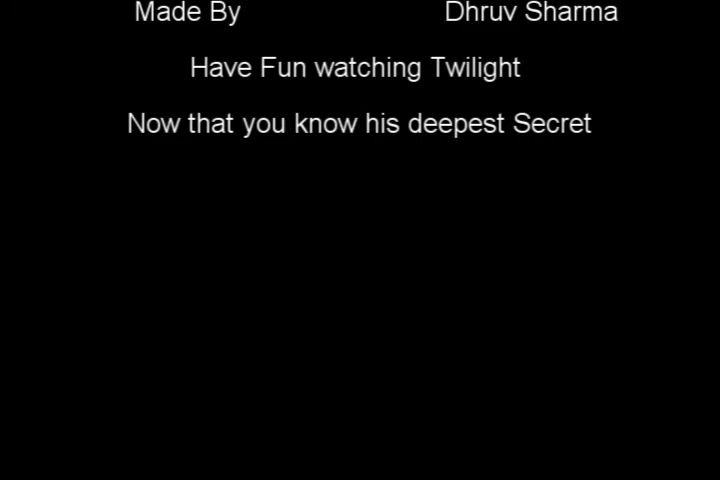 Made By Dhruv Sharma
Have Fun watching Twilight
Now that you know his deepest Secret